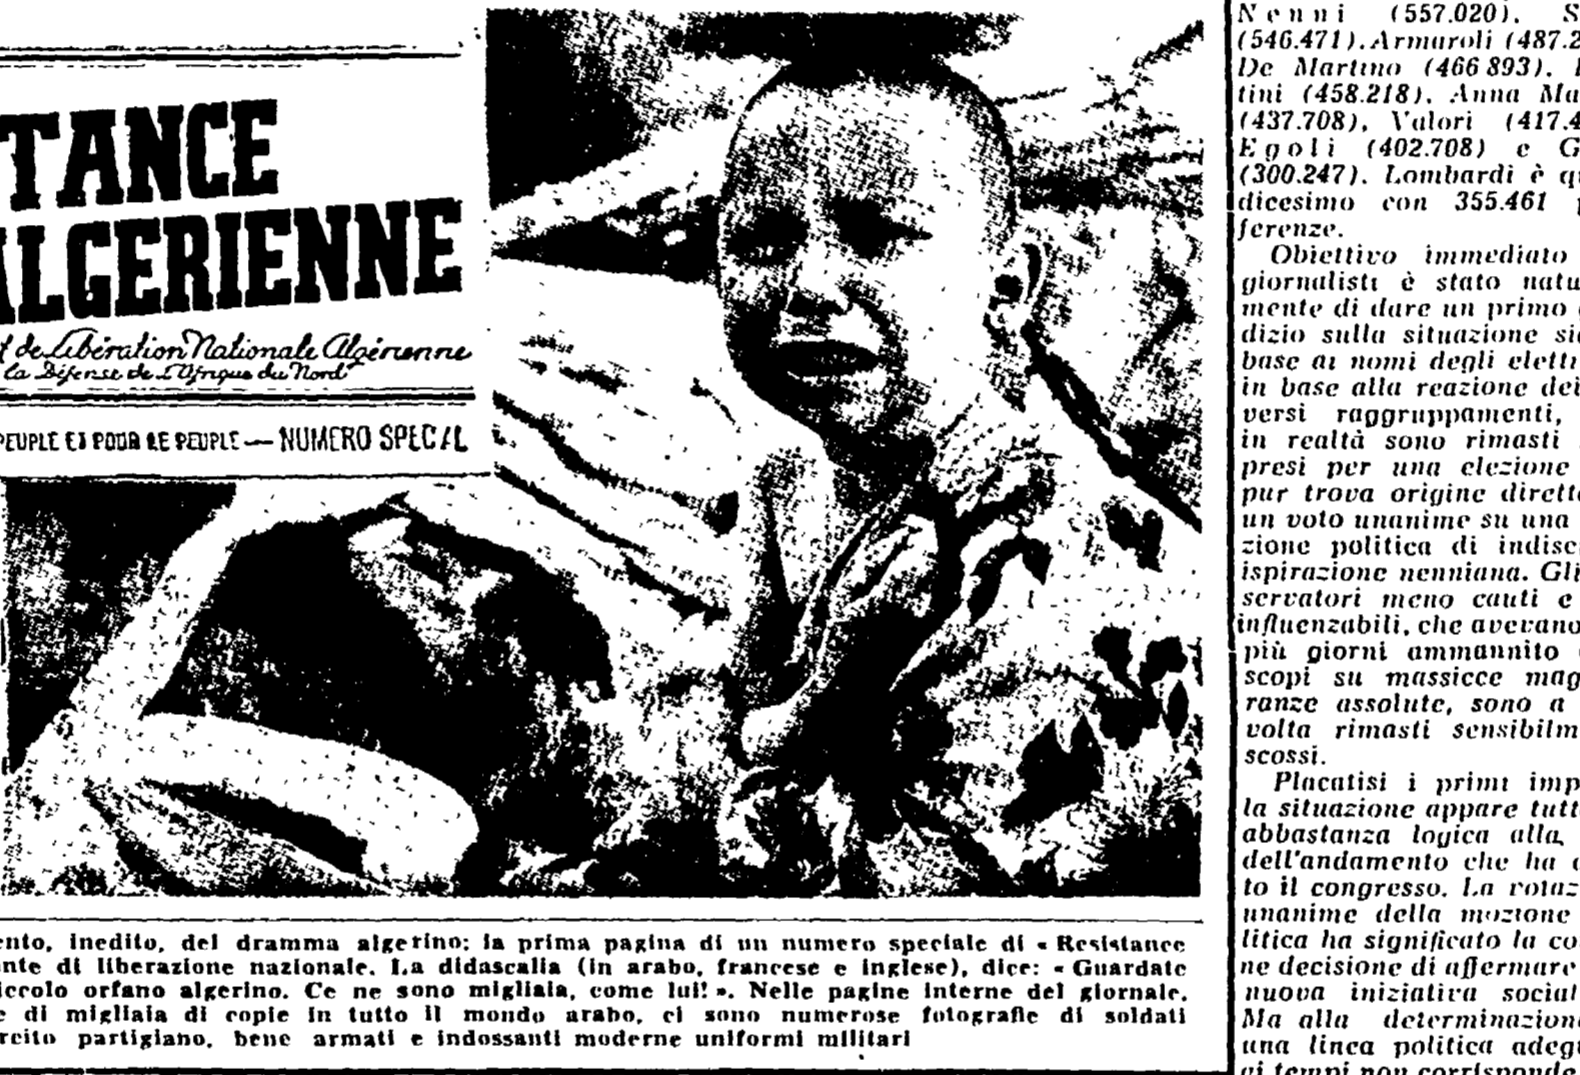 TANCE
ALGERIENNE
de Libération Nationale Algérienne
la Défense de L'Afrique du Nord
PEUPLE ET POUR LE PEUPLE — NUMERO SPECIAL
ento, inedito, del dramma algerino: la prima pagina di un numero speciale di « Resistance
nte di liberazione nazionale. La didascalia (in arabo, francese e inglese), dice: « Guardate
iccolo orfano algerino. Ce ne sono migliaia, come lui! ». Nelle pagine interne del giornale,
e di migliaia di copie in tutto il mondo arabo, ci sono numerose fotografie di soldati
rcito partigiano, bene armati e indossanti moderne uniformi militari
Nenni (557.020), S
(546.471), Armaroli (487.2
De Martino (466 893),
tini (458.218), Anna Ma
(437.708), Valori (417.4
Egoli (402.708) e G
(300.247). Lombardi è qu
dicesimo con 355.461 p
ferenze.
Obiettivo immediato
giornalisti è stato natu
mente di dare un primo g
dizio sulla situazione sia
base ai nomi degli eletti
in base alla reazione dei
versi raggruppamenti,
in realtà sono rimasti
presi per una elezione
pur trova origine dirett
un voto unanime su una
zione politica di indisc
ispirazione nenniana. Gli
servatori meno cauti e
influenzabili, che avevano
più giorni ammannito
scopi su massicce mag
ranze assolute, sono a
volta rimasti sensibilm
scossi.
Placatisi i primi imp
la situazione appare tutt
abbastanza logica alla
dell'andamento che ha a
to il congresso. La votaz
unanime della mozione
litica ha significato la co
ne decisione di affermare
nuova iniziativa social
Ma alla determinazion
una linea politica adegu
ai tempi non corrisponde